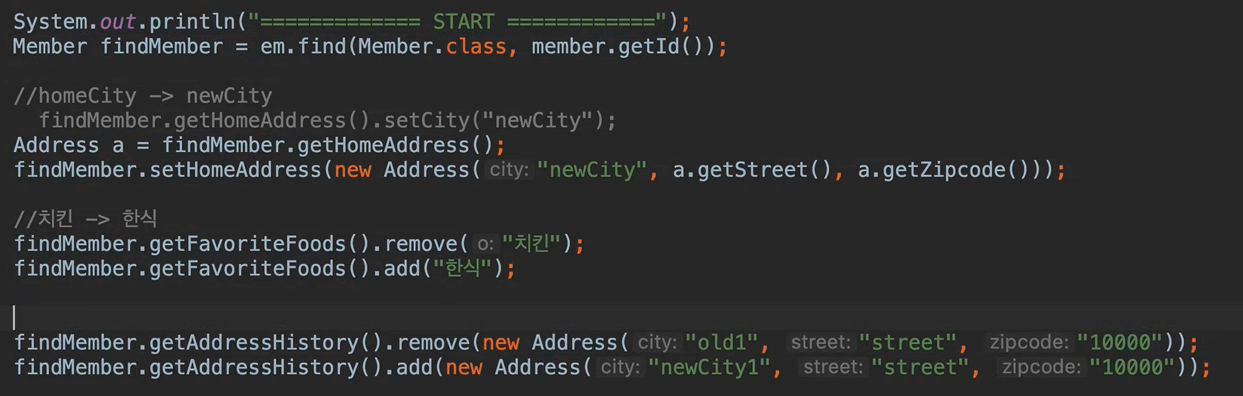 System.out.println("============= START ============");
Member findMember = em.find(Member.class, member.getId());
//homeCity -> newCity
findMember.getHomeAddress().setCity("newCity");
Address a = findMember.getHomeAddress();
findMember.setHomeAddress(new Address( city: "newCity", a.getStreet(), a.getZipcode()));
//치킨 -> 한식
findMember.getFavoriteFoods().remove( o: "치킨");
findMember.getFavoriteFoods().add("한식");
findMember.getAddressHistory().remove(new Address( city: "old1", street: "street", zipcode: "10000"));
findMember.getAddressHistory().add(new Address( city: "newCity1", street: "street", zipcode: "10000"));